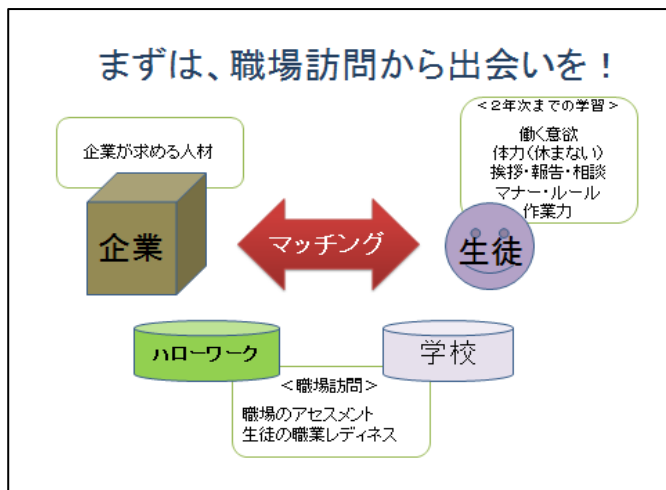 まずは、職場訪問から出会いを！
＜２年次までの学習＞
働く意欲
体力（休まない）
挨拶・報告・相談
マナー・ルール
作業力
企業が求める人材
企業
マッチング
生徒
ハローワーク
学校
＜職場訪問＞
職場のアセスメント
生徒の職業レディネス